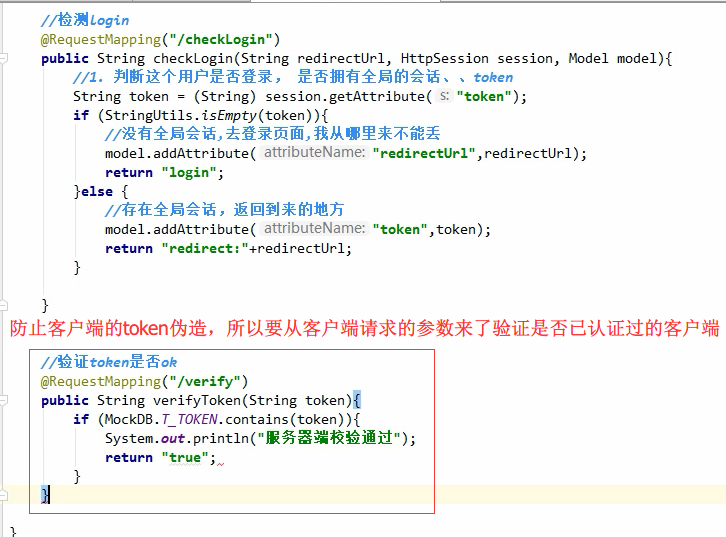 //检测login
@RequestMapping("/checkLogin")
public String checkLogin(String redirectUrl, HttpSession session, Model model){
//1. 判断这个用户是否登录， 是否拥有全局的会话、、token
String token = (String) session.getAttribute( s: "token");
if (StringUtils.isEmpty(token)){
//没有全局会话,去登录页面,我从哪里来不能丢
model.addAttribute( attributeName: "redirectUrl",redirectUrl);
return "login";
}else {
//存在全局会话，返回到来的地方
model.addAttribute( attributeName: "token",token);
return "redirect:"+redirectUrl;
}
}
防止客户端的token伪造，所以要从客户端请求的参数来了验证是否已认证过的客户端
//验证token是否ok
@RequestMapping("/verify")
public String verifyToken(String token){
if (MockDB.T_TOKEN.contains(token)){
System.out.println("服务器端校验通过");
return "true";
}
}
}